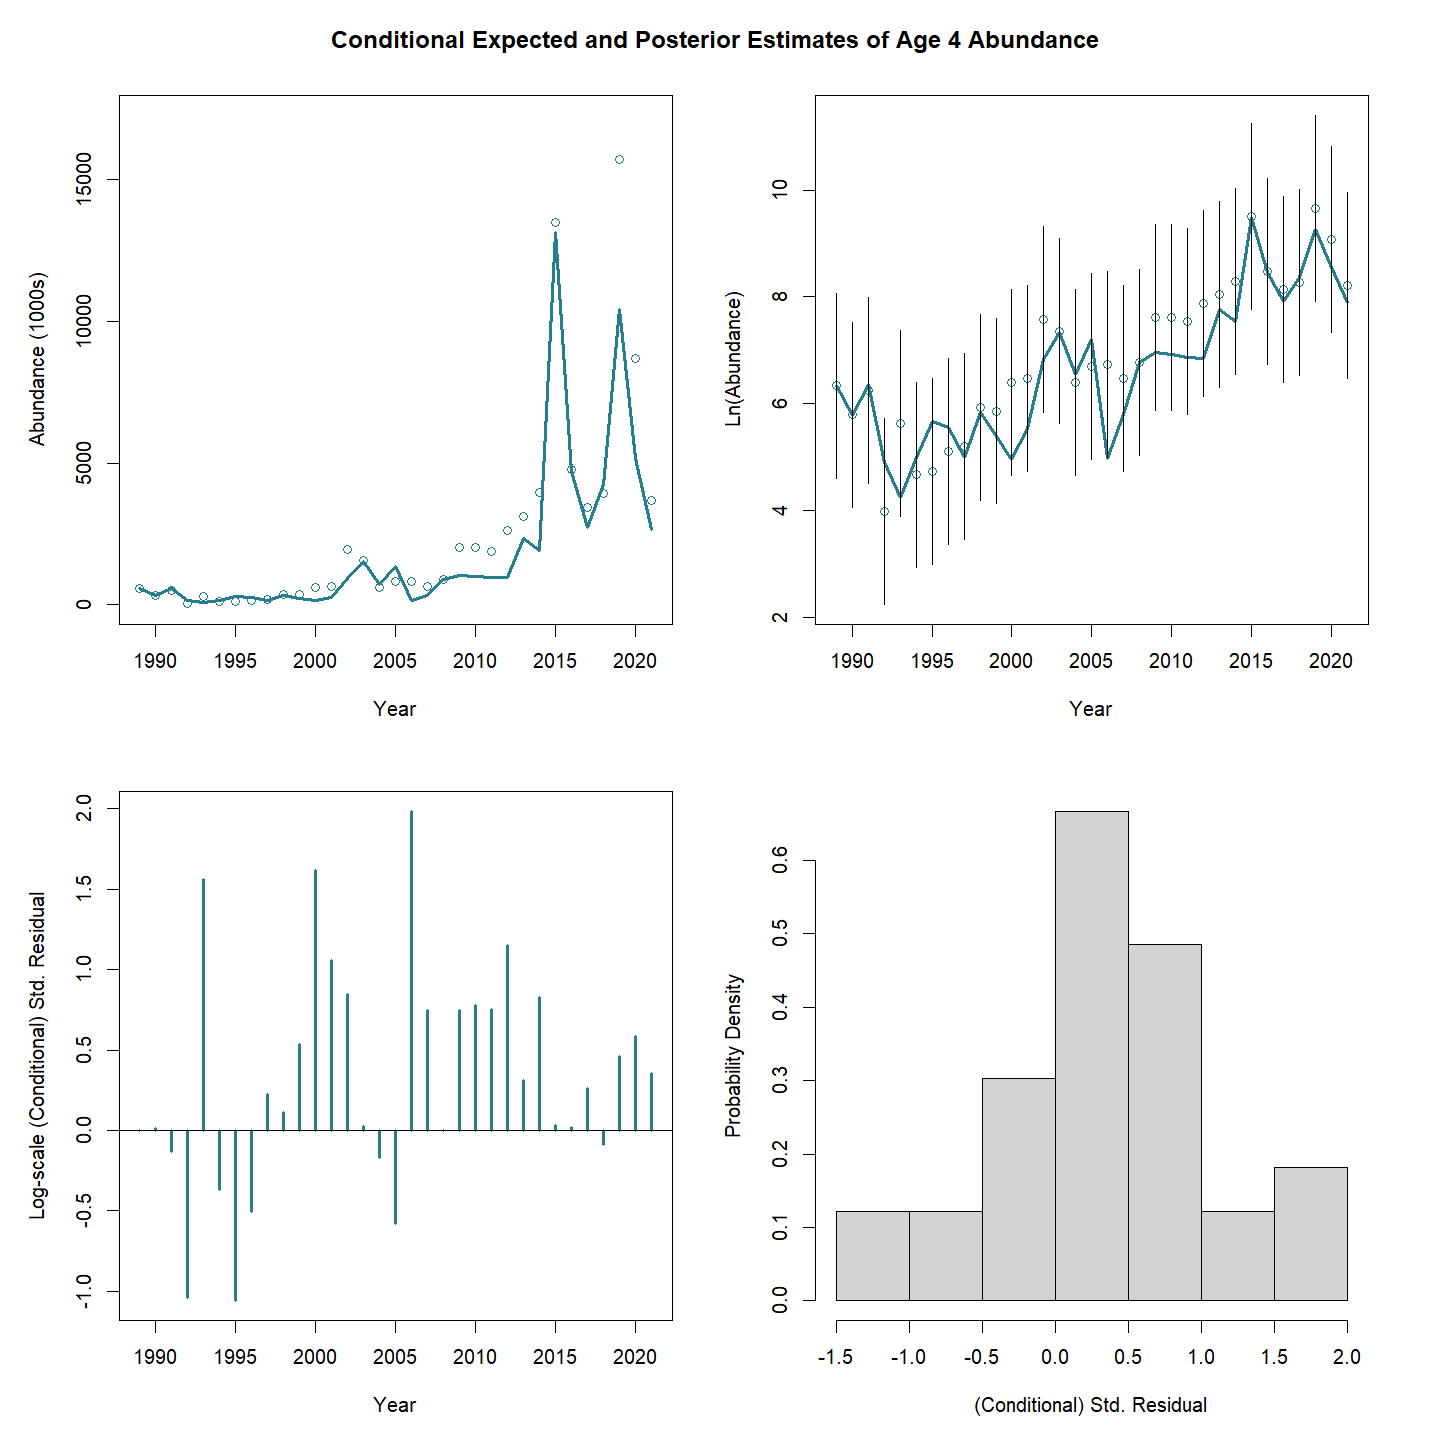 Conditional Expected and Posterior Estimates of Age 4 Abundance
Abundance (1000s)
15000
10000
5000
0
1990 1995 2000 2005 2010 2015 2020
Year
Ln(Abundance)
10
8
6
4
2
1990 1995 2000 2005 2010 2015 2020
Year
Log-scale (Conditional) Std. Residual
2.0
1.5
1.0
0.5
0.0
-0.5
-1.0
1990 1995 2000 2005 2010 2015 2020
Year
Probability Density
0.6
0.5
0.4
0.3
0.2
0.1
0.0
-1.5 -1.0 -0.5 0.0 0.5 1.0 1.5 2.0
(Conditional) Std. Residual